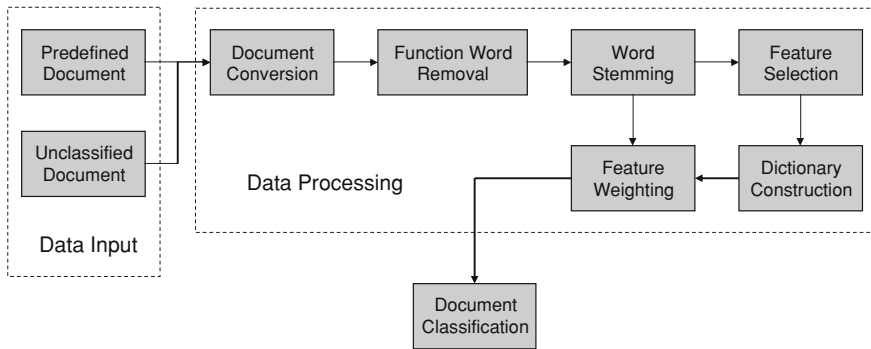 Predefined
Document
Document
Conversion
Function Word
Removal
Word
Stemming
Feature
Selection
Unclassified
Document
Data Input
Data Processing
Feature
Weighting
Dictionary
Construction
Document
Classification